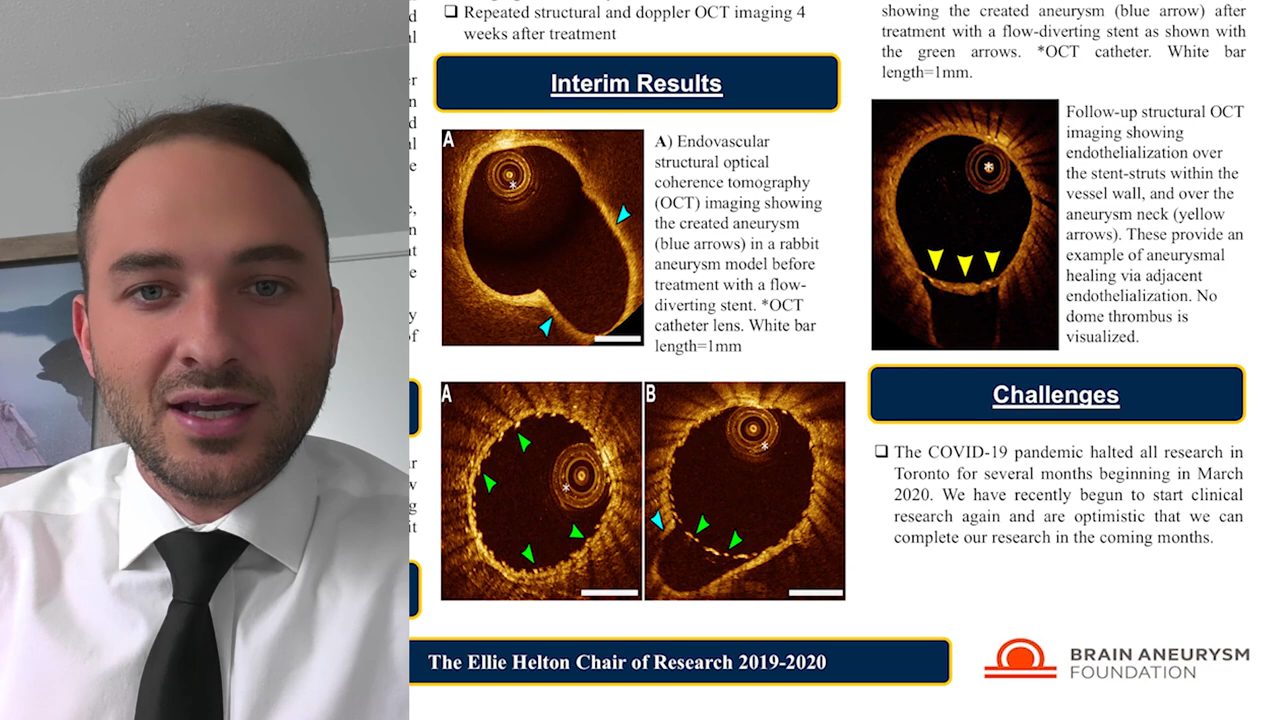 ❑ Repeated structural and doppler OCT imaging 4
weeks after treatment
Interim Results
A
A) Endovascular
structural optical
coherence tomography
(OCT) imaging showing
the created aneurysm
(blue arrows) in a rabbit
aneurysm model before
treatment with a flow-
diverting stent. *OCT
catheter lens. White bar
length=1mm
*
A
*
B
*
showing the created aneurysm (blue arrow) after
treatment with a flow-diverting stent as shown with
the green arrows. *OCT catheter. White bar
length=1mm.
*
Follow-up structural OCT
imaging showing
endothelialization over
the stent-struts within the
vessel wall, and over the
aneurysm neck (yellow
arrows). These provide an
example of aneurysmal
healing via adjacent
endothelialization. No
dome thrombus is
visualized.
Challenges
❑ The COVID-19 pandemic halted all research in
Toronto for several months beginning in March
2020. We have recently begun to start clinical
research again and are optimistic that we can
complete our research in the coming months.
The Ellie Helton Chair of Research 2019-2020
BRAIN ANEURYSM
FOUNDATION